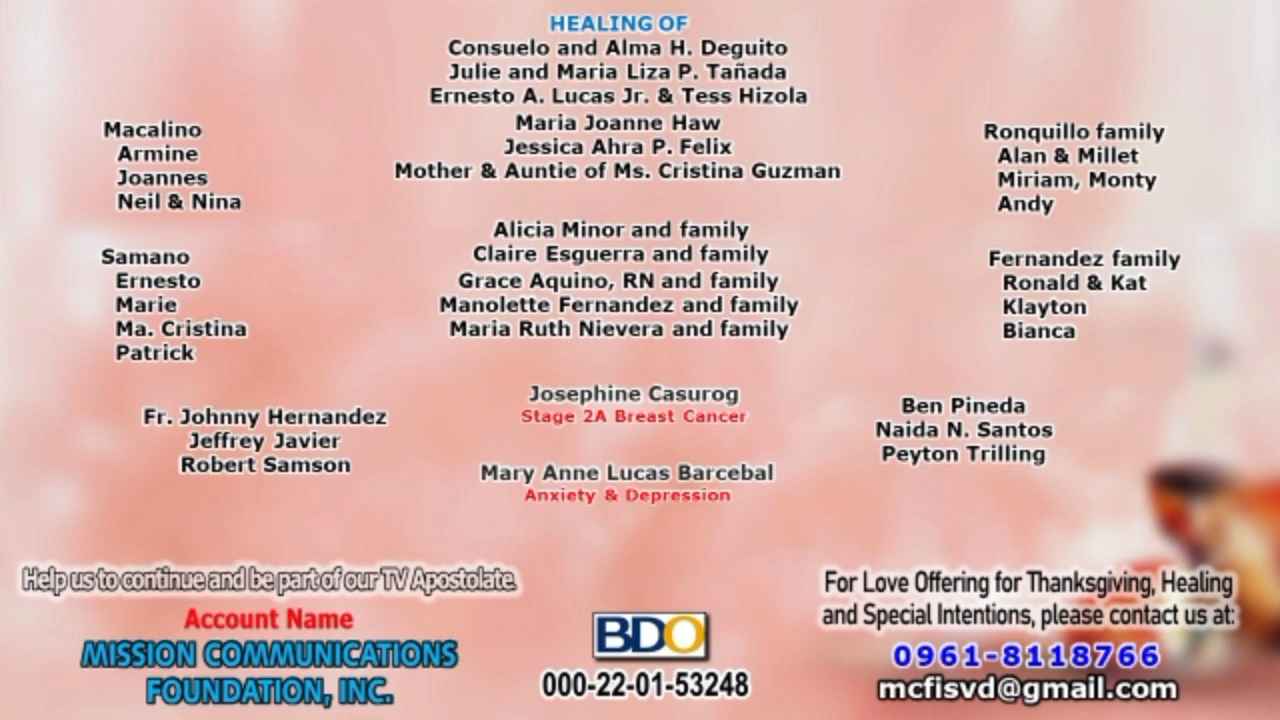 HEALING OF
Consuelo and Alma H. Deguito
Julie and Maria Liza P. Tañada
Ernesto A. Lucas Jr. & Tess Hizola
Maria Joanne Haw
Jessica Ahra P. Felix
Mother & Auntie of Ms. Cristina Guzman
Macalino
Armine
Joannes
Neil & Nina
Ronquillo family
Alan & Millet
Miriam, Monty
Andy
Alicia Minor and family
Claire Esguerra and family
Grace Aquino, RN and family
Manolette Fernandez and family
Maria Ruth Nievera and family
Samano
Ernesto
Marie
Ma. Cristina
Patrick
Fernandez family
Ronald & Kat
Klayton
Bianca
Fr. Johnny Hernandez
Jeffrey Javier
Robert Samson
Josephine Casurog
Stage 2A Breast Cancer
Mary Anne Lucas Barcebal
Anxiety & Depression
Ben Pineda
Naida N. Santos
Peyton Trilling
Help us to continue and be part of our TV Apostolate.
Account Name
MISSION COMMUNICATIONS
FOUNDATION, INC.
BDO
000-22-01-53248
For Love Offering for Thanksgiving, Healing
and Special Intentions, please contact us at:
0961-8118766
mcfisvd@gmail.com